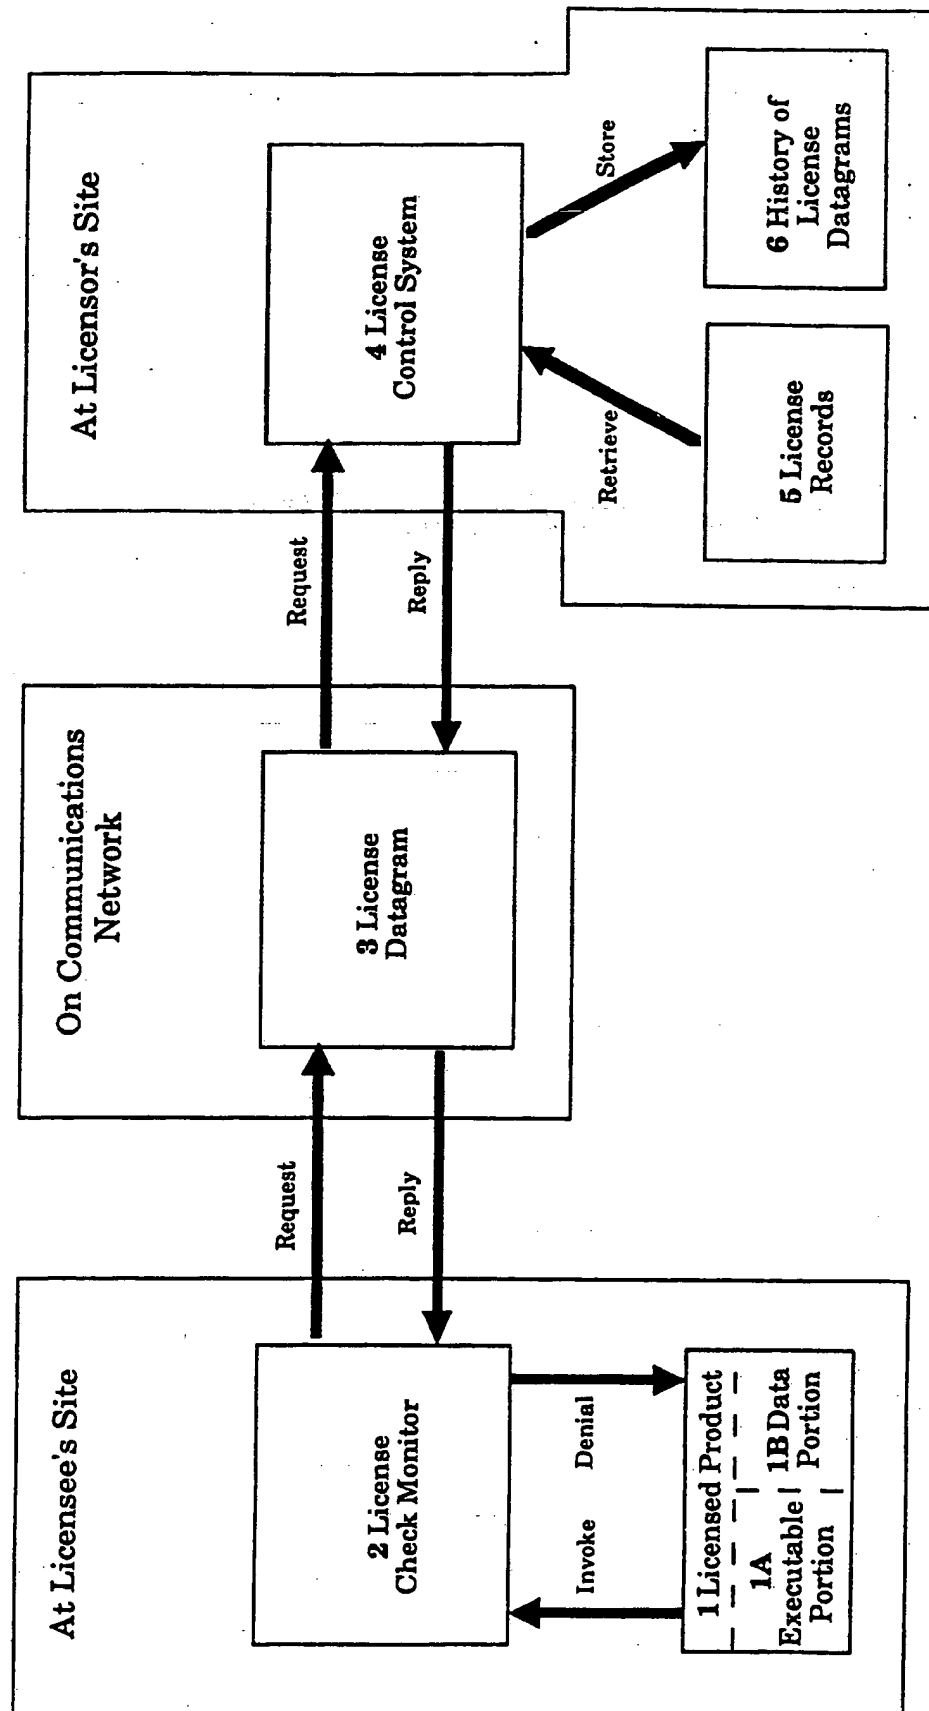 At Licensee's Site
2 License
Check Monitor
Invoke
Denial
1 Licensed Product
1A
Executable
Portion
1B Data
Portion
Request
Reply
On Communications
Network
3 License
Datagram
Request
Reply
At Licensor's Site
4 License
Control System
Retrieve
Store
5 License
Records
6 History of
License
Datagrams